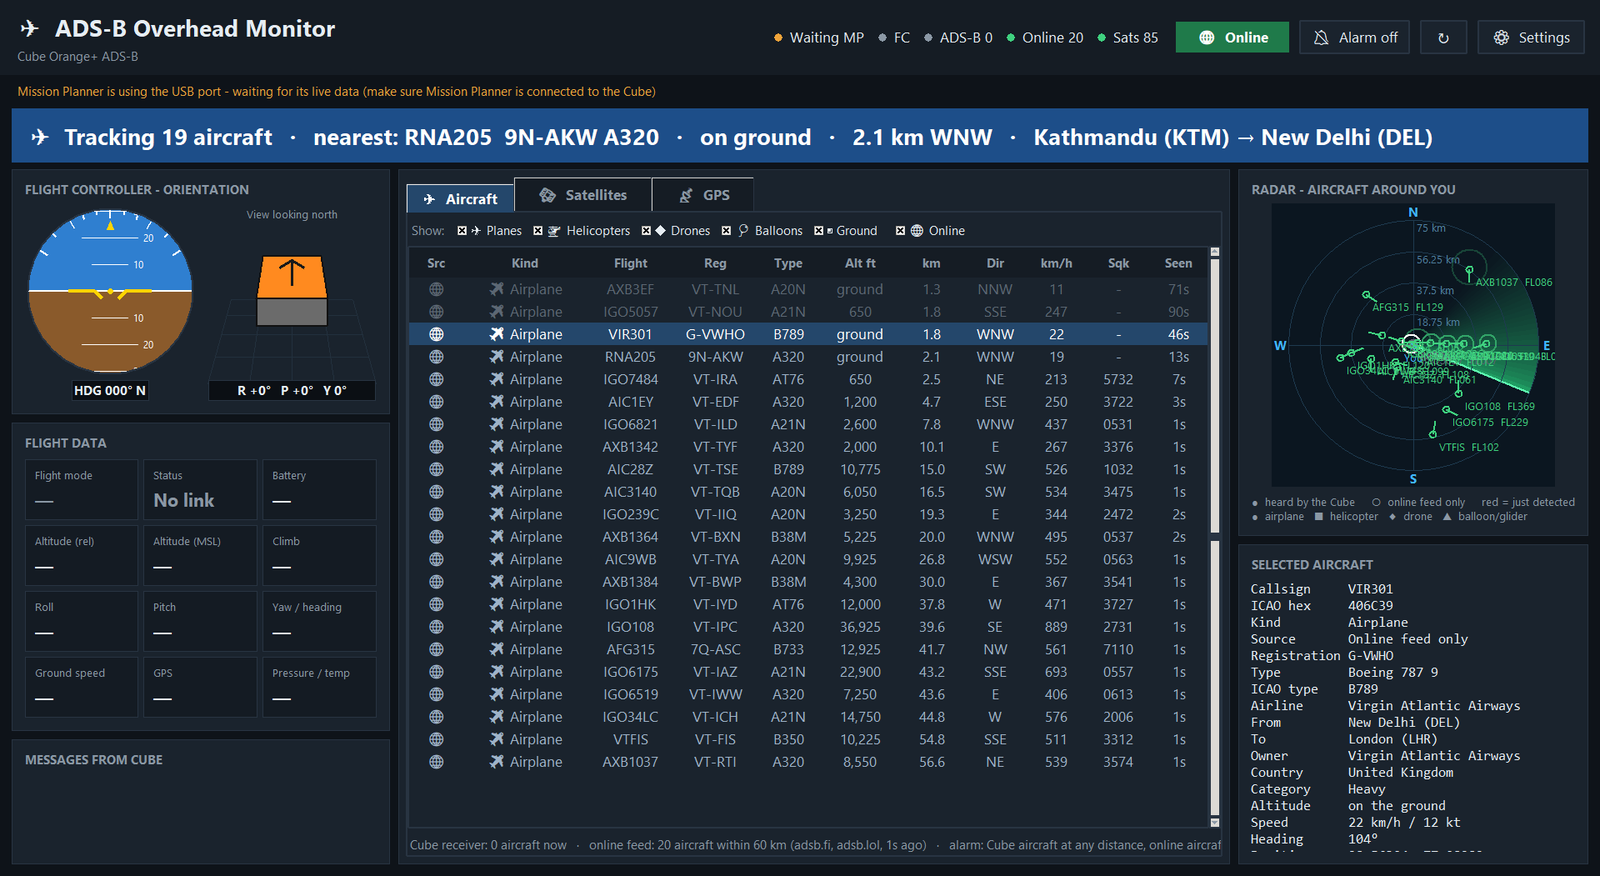 ADS-B Overhead Monitor
Cube Orange+ ADS-B
Waiting MP FC ADS-B 0 Online 20 Sats 85 Online Alarm off Settings
Mission Planner is using the USB port - waiting for its live data (make sure Mission Planner is connected to the Cube)
Tracking 19 aircraft · nearest: RNA205 9N-AKW A320 · on ground · 2.1 km WNW · Kathmandu (KTM) → New Delhi (DEL)
FLIGHT CONTROLLER - ORIENTATION
View looking north
20
10
10
20
HDG 000° N
R +0° P +0° Y 0°
FLIGHT DATA
Flight mode Status Battery
— No link —
Altitude (rel) Altitude (MSL) Climb
— — —
Roll Pitch Yaw / heading
— — —
Ground speed GPS Pressure / temp
— — —
MESSAGES FROM CUBE
Aircraft Satellites GPS
Show: Planes Helicopters Drones Balloons Ground Online
Src Kind Flight Reg Type Alt ft km Dir km/h Sqk Seen
Airplane AXB3EF VT-TNL A20N ground 1.3 NNW 11 - 71s
Airplane IGO5057 VT-NOU A21N 650 1.8 SSE 247 - 90s
Airplane VIR301 G-VWHO B789 ground 1.8 WNW 22 - 46s
Airplane RNA205 9N-AKW A320 ground 2.1 WNW 19 - 13s
Airplane IGO7484 VT-IRA AT76 650 2.5 NE 213 5732 7s
Airplane AIC1EY VT-EDF A320 1,200 4.7 ESE 250 3722 3s
Airplane IGO6821 VT-ILD A21N 2,600 7.8 WNW 437 0531 1s
Airplane AXB1342 VT-TYF A320 2,000 10.1 E 267 3376 1s
Airplane AIC28Z VT-TSE B789 10,775 15.0 SW 526 1032 1s
Airplane AIC3140 VT-TQB A20N 6,050 16.5 SW 534 3475 1s
Airplane IGO239C VT-IIQ A20N 3,250 19.3 E 344 2472 2s
Airplane AXB1364 VT-BXN B38M 5,225 20.0 WNW 495 0537 2s
Airplane AIC9WB VT-TYA A20N 9,925 26.8 WSW 552 0563 1s
Airplane AXB1384 VT-BWP B38M 4,300 30.0 E 367 3541 1s
Airplane IGO1HK VT-IYD AT76 12,000 37.8 W 471 3727 1s
Airplane IGO108 VT-IPC A320 36,925 39.6 SE 889 2731 1s
Airplane AFG315 7Q-ASC B733 12,925 41.7 NW 561 7110 1s
Airplane IGO6175 VT-IAZ A21N 22,900 43.2 SSE 693 0557 1s
Airplane IGO6519 VT-IWW A320 7,250 43.6 E 406 0613 1s
Airplane IGO34LC VT-ICH A21N 14,750 44.8 W 576 2006 1s
Airplane VTFIS VT-FIS B350 10,225 54.8 SSE 511 3312 1s
Airplane AXB1037 VT-RTI A320 8,550 56.6 NE 539 3574 1s
Cube receiver: 0 aircraft now · online feed: 20 aircraft within 60 km (adsb.fi, adsb.lol, 1s ago) · alarm: Cube aircraft at any distance, online aircraf
RADAR - AIRCRAFT AROUND YOU
N
75 km
56.25 km
AXB1037 FL086
37.5 km
AFG315 FL129
18.75 km
W E
AIC3140 FL061
IGO108 FL369
IGO6175 FL229
VTFIS FL102
S
heard by the Cube online feed only red = just detected
airplane helicopter drone balloon/glider
SELECTED AIRCRAFT
Callsign VIR301
ICAO hex 406C39
Kind Airplane
Source Online feed only
Registration G-VWHO
Type Boeing 787 9
ICAO type B789
Airline Virgin Atlantic Airways
From New Delhi (DEL)
To London (LHR)
Owner Virgin Atlantic Airways
Country United Kingdom
Category Heavy
Altitude on the ground
Speed 22 km/h / 12 kt
Heading 104°